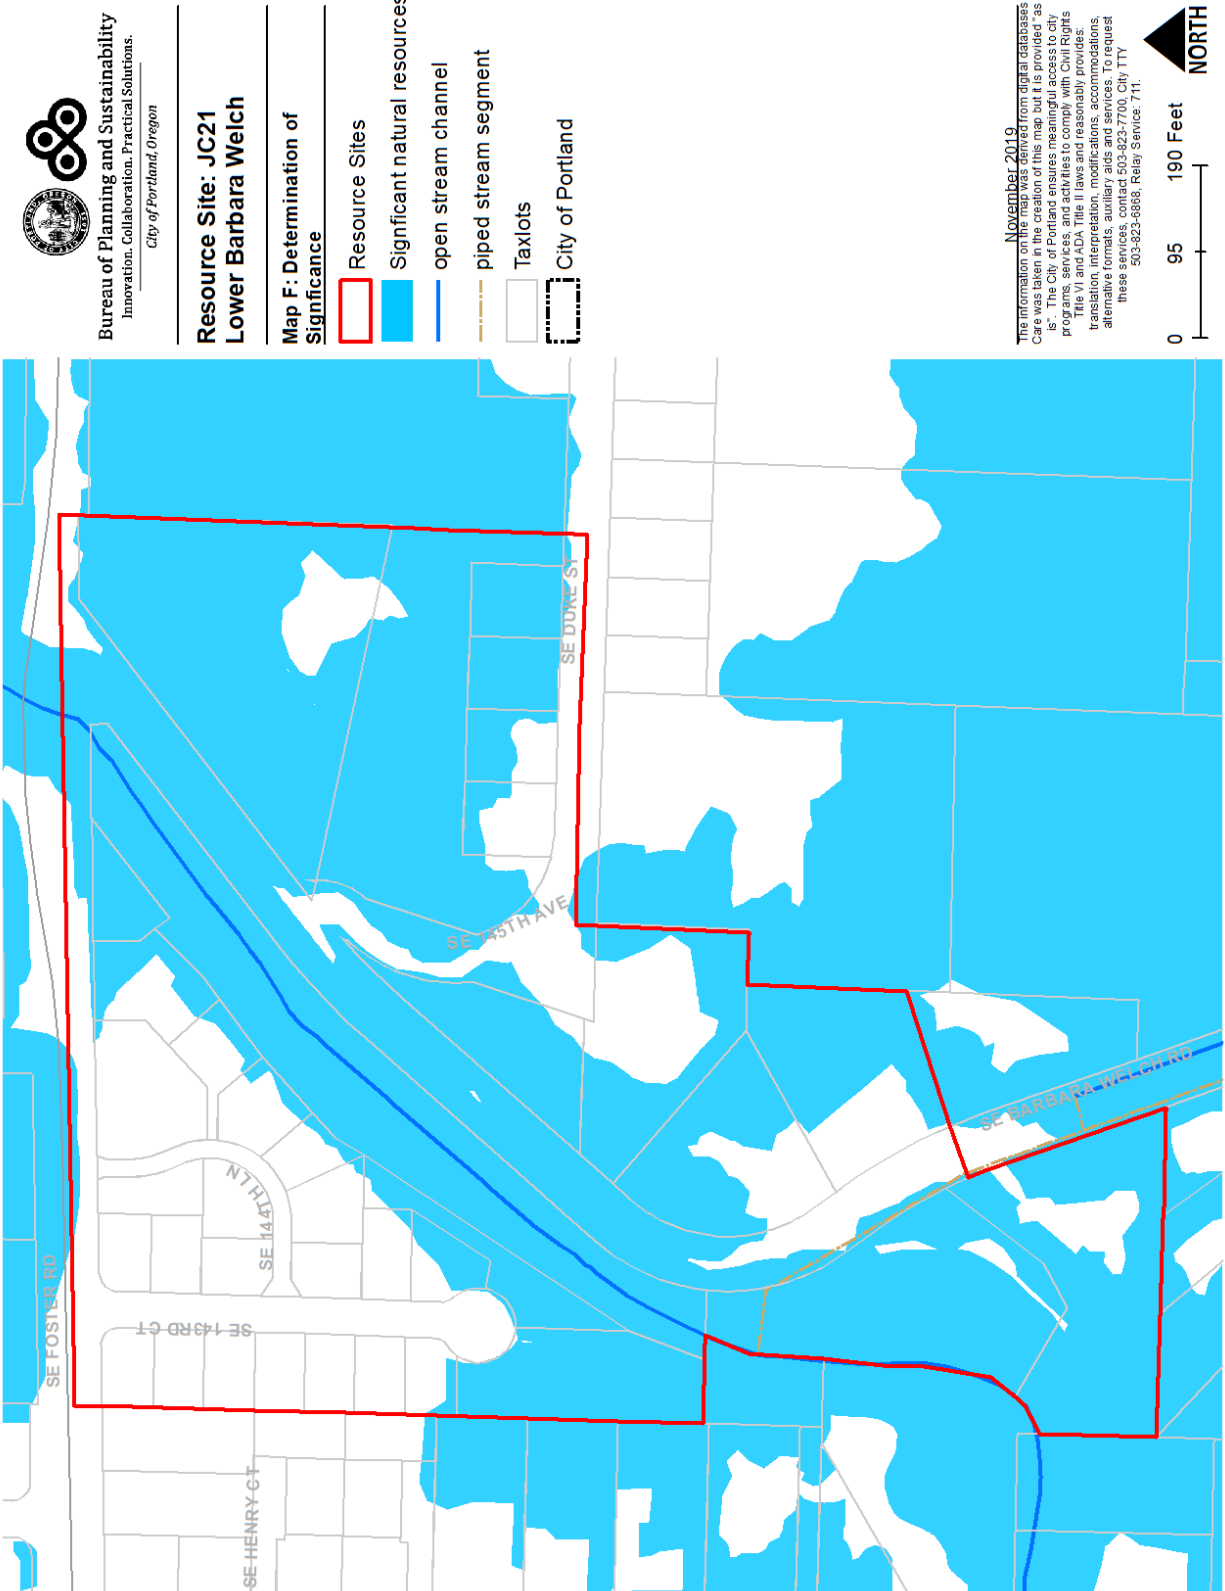 Bureau of Planning and Sustainability
Innovation. Collaboration. Practical Solutions.
City of Portland, Oregon
Resource Site: JC21
Lower Barbara Welch
Map F: Determination of
Signficance
Resource Sites
Signficant natural resources
open stream channel
piped stream segment
Taxlots
City of Portland
November 2019
The information on the map was derived from digital databases
Care was taken in the creation of this map but it is provided "as
is". The City of Portland ensures meaningful access to city
programs, services, and activities to comply with Civil Rights
Title VI and ADA Title II laws and reasonably provides:
translation, interpretation, modifications, accommodations,
alternative formats, auxiliary aids and services. To request
these services, contact 503-823-7700, City TTY
503-823-6868, Relay Service: 711.
0 95 190 Feet
NORTH
SE FOSTER RD
SE 143RD CT
SE 144TH LN
SE HENRY CT
SE 145TH AVE
SE DUKE ST
SE BARBARA WELCH RD